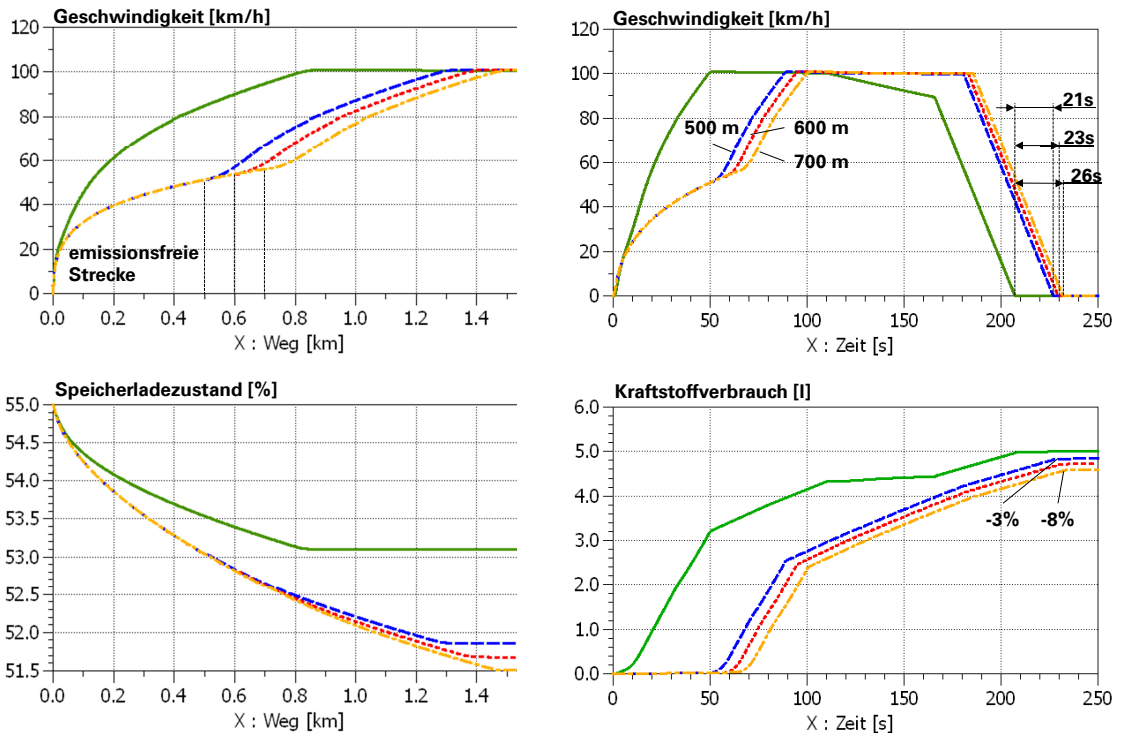 Geschwindigkeit [km/h]
120
100
80
60
40
20
0
emissionsfreie
Strecke
0.0 0.2 0.4 0.6 0.8 1.0 1.2 1.4
X : Weg [km]
Geschwindigkeit [km/h]
120
100
80
60
40
20
0
500 m 600 m
700 m
21s
23s
26s
0 50 100 150 200 250
X : Zeit [s]
Speicherladezustand [%]
55.0
54.5
54.0
53.5
53.0
52.5
52.0
51.5
0.0 0.2 0.4 0.6 0.8 1.0 1.2 1.4
X : Weg [km]
Kraftstoffverbrauch [l]
6.0
5.0
4.0
3.0
2.0
1.0
0.0
-3% -8%
0 50 100 150 200 250
X : Zeit [s]